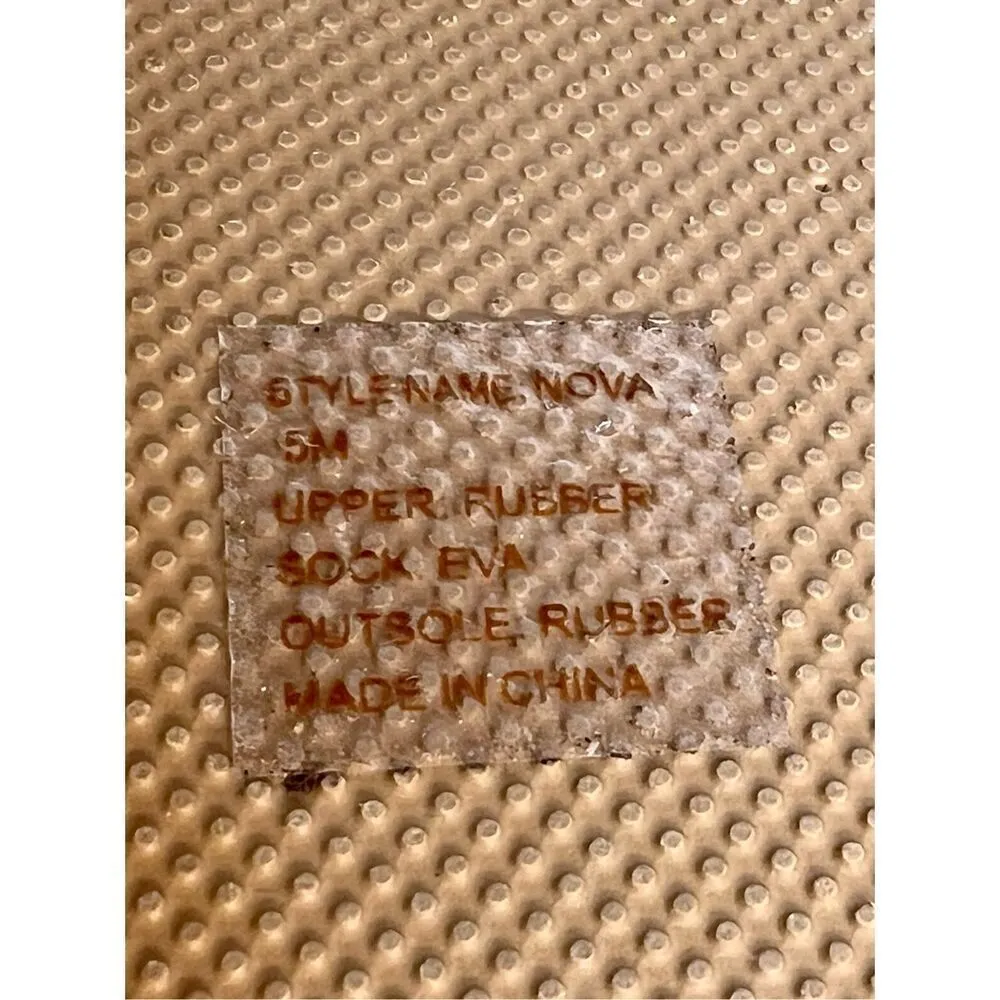 STYLE NAME NOVA
5M
UPPER RUBBER
SOCK EVA
OUTSOLE RUBBER
MADE IN CHINA